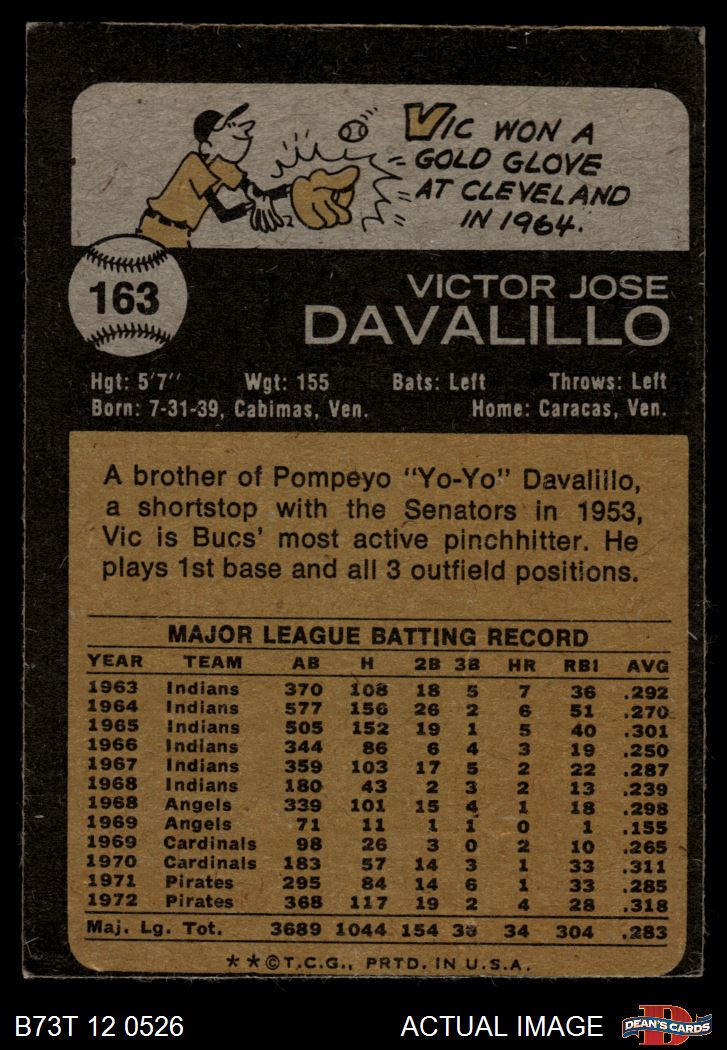 VIC WON A
GOLD GLOVE
AT CLEVELAND
IN 1964.
163
VICTOR JOSE
DAVALILLO
Hgt: 5'7" Wgt: 155 Bats: Left Throws: Left
Born: 7-31-39, Cabimas, Ven. Home: Caracas, Ven.
A brother of Pompeyo "Yo-Yo" Davalillo,
a shortstop with the Senators in 1953,
Vic is Bucs' most active pinchhitter. He
plays 1st base and all 3 outfield positions.
MAJOR LEAGUE BATTING RECORD
YEAR TEAM AB H 2B 3B HR RBI AVG
1963 Indians 370 108 18 5 7 36 .292
1964 Indians 577 156 26 2 6 51 .270
1965 Indians 505 152 19 1 5 40 .301
1966 Indians 344 86 6 4 3 19 .250
1967 Indians 359 103 17 5 2 22 .287
1968 Indians 180 43 2 3 2 13 .239
1968 Angels 339 101 15 4 1 18 .298
1969 Angels 71 11 1 1 0 1 .155
1969 Cardinals 98 26 3 0 2 10 .265
1970 Cardinals 183 57 14 3 1 33 .311
1971 Pirates 295 84 14 6 1 33 .285
1972 Pirates 368 117 19 2 4 28 .318
Maj. Lg. Tot. 3689 1044 154 36 34 304 .283
**©T.C.G., PRTD. IN U.S.A.
B73T 12 0526 ACTUAL IMAGE DEAN'S CARDS